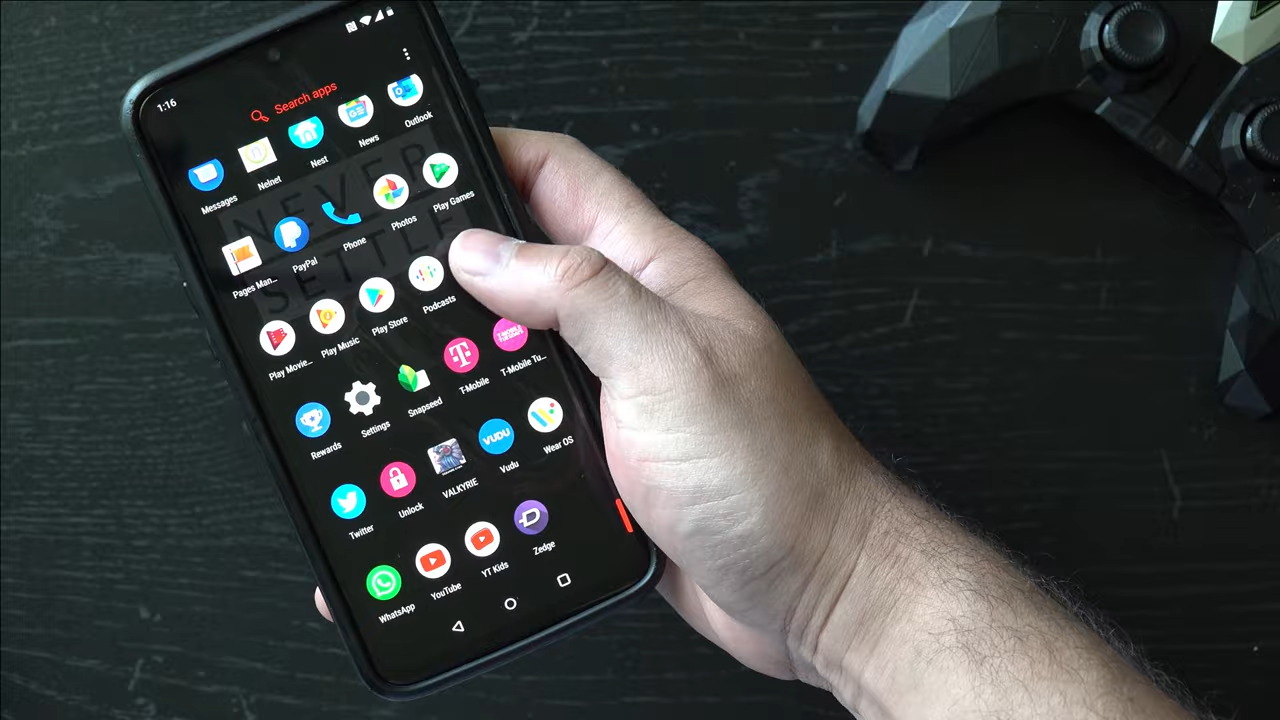 1:16
Search apps
Messages
Nelnet
Nest
News
Outlook
Pages Man...
PayPal
Phone
Photos
Play Games
NEVER
SETTLE
Play Movie...
Play Music
Play Store
Podcasts
Rewards
Settings
Snapseed
T-Mobile
T-Mobile Tu...
Twitter
Unlock
VALKYRIE
VUDU
Vudu
Wear OS
WhatsApp
YouTube
YT Kids
Zedge